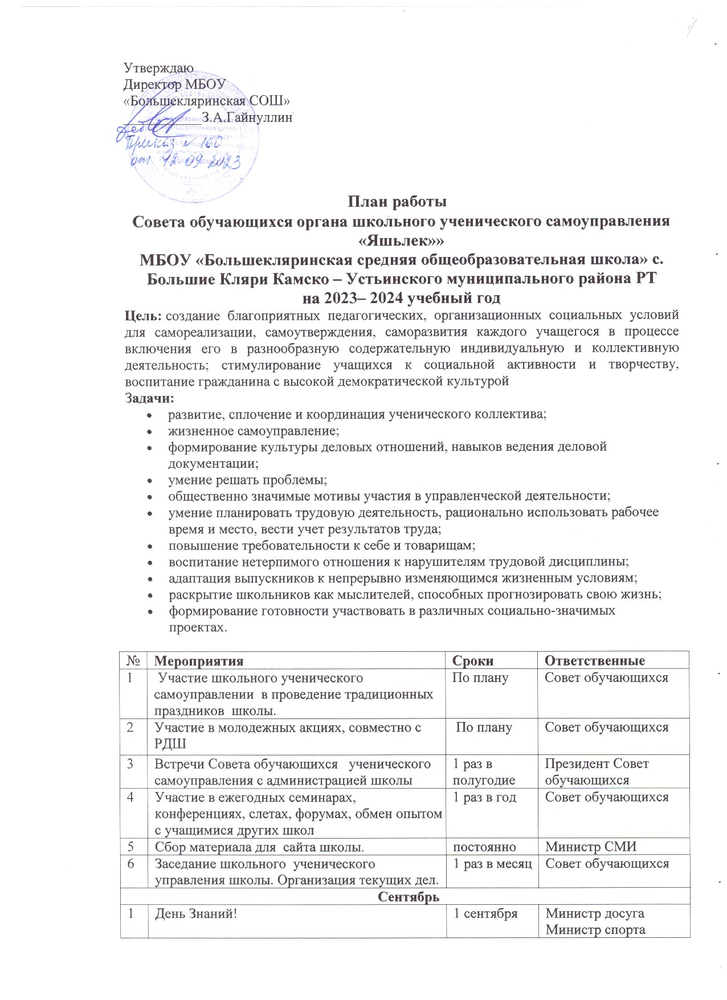 Утверждаю
Директор МБОУ
«Большекляринская СОШ»
___________З.А.Гайнуллин
Приказ № 160
от 12 09 2023
План работы
Совета обучающихся органа школьного ученического самоуправления
«Яшьлек»»
МБОУ «Большекляринская средняя общеобразовательная школа» с.
Большие Кляри Камско – Устьинского муниципального района РТ
на 2023– 2024 учебный год
Цель: создание благоприятных педагогических, организационных социальных условий
для самореализации, самоутверждения, саморазвития каждого учащегося в процессе
включения его в разнообразную содержательную индивидуальную и коллективную
деятельность; стимулирование учащихся к социальной активности и творчеству,
воспитание гражданина с высокой демократической культурой
Задачи:
• развитие, сплочение и координация ученического коллектива;
• жизненное самоуправление;
• формирование культуры деловых отношений, навыков ведения деловой
документации;
• умение решать проблемы;
• общественно значимые мотивы участия в управленческой деятельности;
• умение планировать трудовую деятельность, рационально использовать рабочее
время и место, вести учет результатов труда;
• повышение требовательности к себе и товарищам;
• воспитание нетерпимого отношения к нарушителям трудовой дисциплины;
• адаптация выпускников к непрерывно изменяющимся жизненным условиям;
• раскрытие школьников как мыслителей, способных прогнозировать свою жизнь;
• формирование готовности участвовать в различных социально-значимых
проектах.
№ Мероприятия Сроки Ответственные
1 Участие школьного ученического По плану Совет обучающихся
самоуправлении в проведение традиционных
праздников школы.
2 Участие в молодежных акциях, совместно с По плану Совет обучающихся
РДШ
3 Встречи Совета обучающихся ученического 1 раз в Президент Совет
самоуправления с администрацией школы полугодие обучающихся
4 Участие в ежегодных семинарах, 1 раз в год Совет обучающихся
конференциях, слетах, форумах, обмен опытом
с учащимися других школ
5 Сбор материала для сайта школы. постоянно Министр СМИ
6 Заседание школьного ученического 1 раз в месяц Совет обучающихся
управления школы. Организация текущих дел.
Сентябрь
1 День Знаний! 1 сентября Министр досуга
Министр спорта